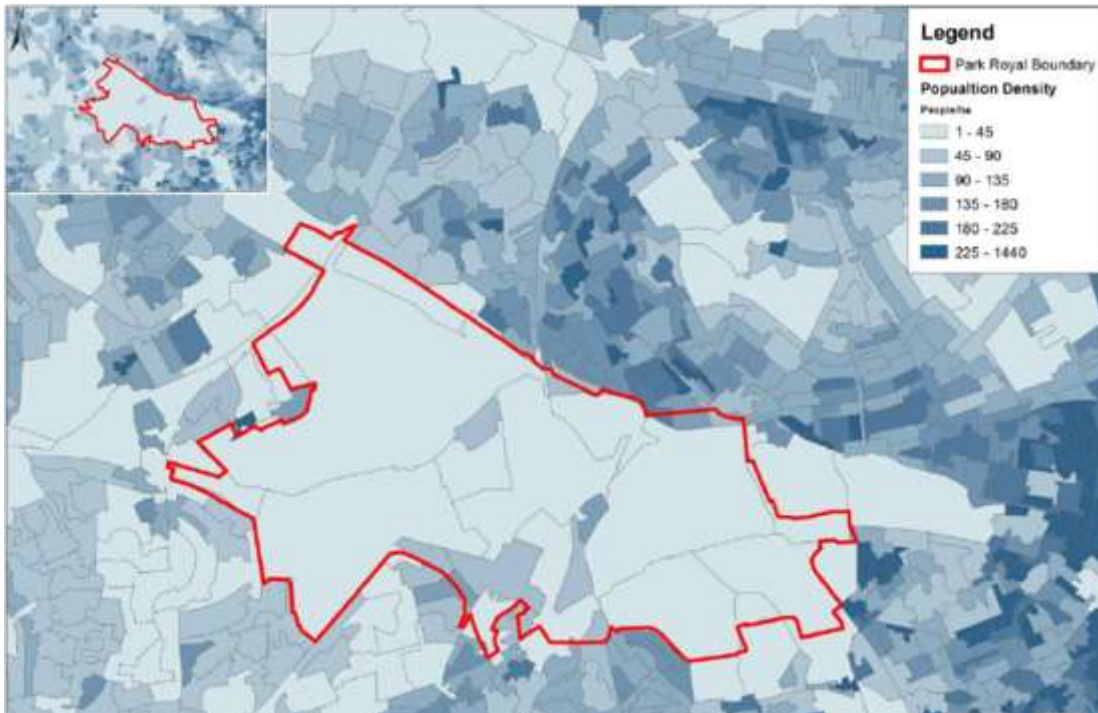 Legend
Park Royal Boundary
Popualtion Density
People/ha
1 - 45
45 - 90
90 - 135
135 - 180
180 - 225
225 - 1440